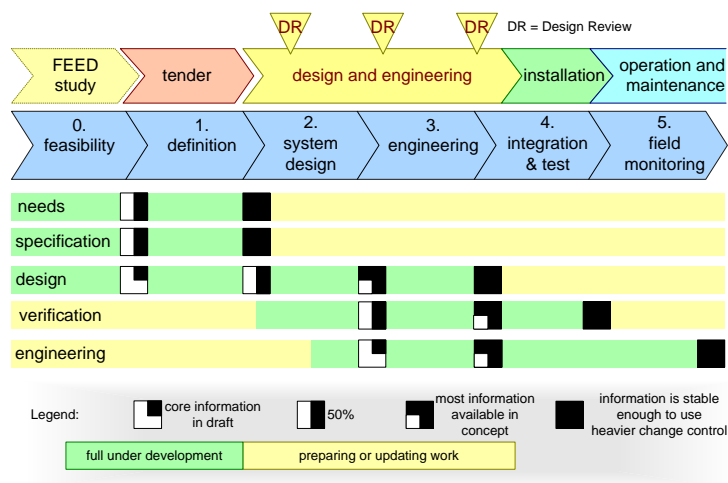 DR DR DR DR = Design Review
FEED
study
tender
design and engineering
installation
operation and
maintenance
0.
feasibility
1.
definition
2.
system
design
3.
engineering
4.
integration
& test
5.
field
monitoring
needs
specification
design
verification
engineering
Legend:
core information
in draft
50%
most information
available in
concept
information is stable
enough to use
heavier change control
full under development
preparing or updating work